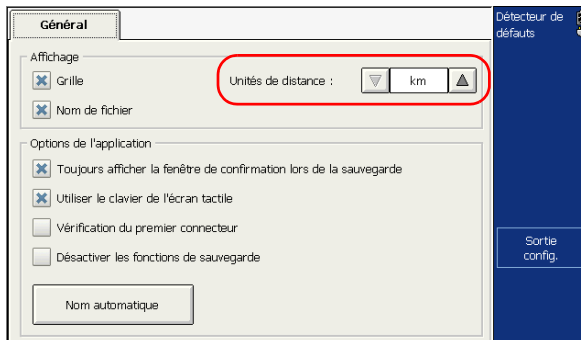 Général
Affichage
Grille
Unités de distance :
km
Nom de fichier
Options de l'application
Toujours afficher la fenêtre de confirmation lors de la sauvegarde
Utiliser le clavier de l'écran tactile
Vérification du premier connecteur
Désactiver les fonctions de sauvegarde
Nom automatique
Détecteur de
défauts
Sortie
config.